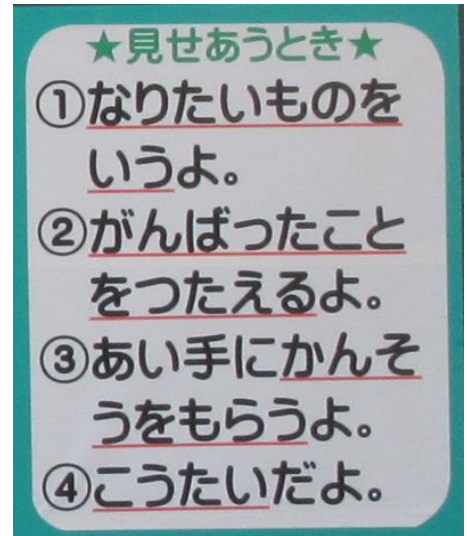 ★見せあうとき★
①なりたいものを
いうよ。
②がんばったこと
をつたえるよ。
③あい手にかんそ
うをもらうよ。
④こうたいだよ。